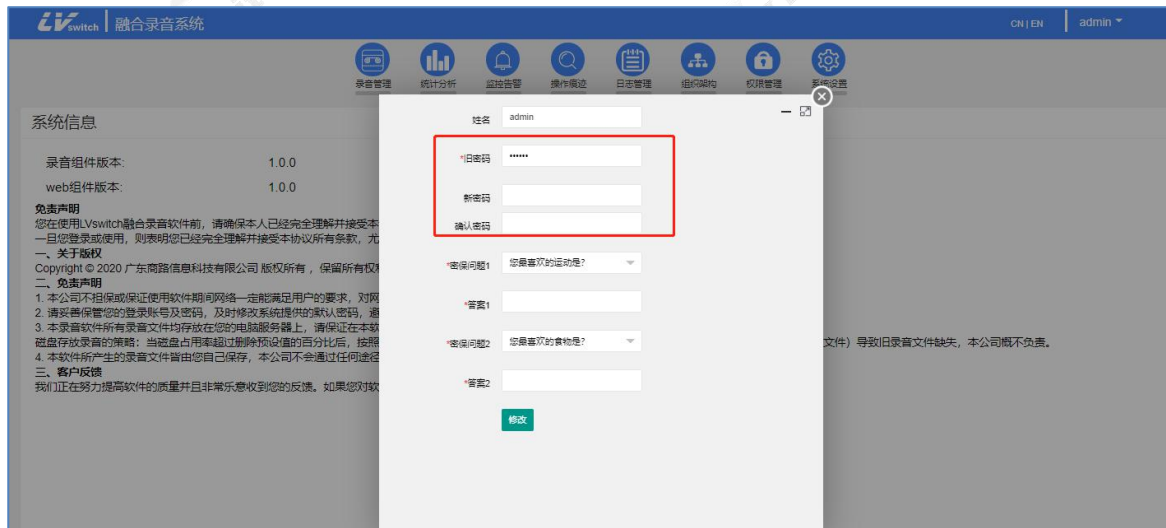 LVswitch 融合录音系统 CN | EN admin
录音管理 统计分析 监控告警 操作痕迹 日志管理 组织架构 权限管理 系统设置
系统信息
录音组件版本: 1.0.0
web组件版本: 1.0.0
免责声明
您在使用LVswitch融合录音软件前，请确保本人已经完全理解并接受本
一旦您登录或使用，则表明您已经完全理解并接受本协议所有条款，尤
一、关于版权
Copyright © 2020 广东商路信息科技有限公司 版权所有 ，保留所有权利
二、免责声明
1. 本公司不担保或保证使用软件期间网络一定能满足用户的要求，对网
2. 请妥善保管您的登录账号及密码，及时修改系统提供的默认密码，避
3. 本录音软件所有录音文件均存放在您的电脑服务器上，请保证在本软
磁盘存放录音的策略：当磁盘占用率超过删除预设值的百分比后，按照
文件）导致旧录音文件缺失，本公司概不负责。
4. 本软件所产生的录音文件皆由您自己保存，本公司不会通过任何途径
三、客户反馈
我们正在努力提高软件的质量并且非常乐意收到您的反馈。如果您对软
姓名 admin
*旧密码 ••••••
新密码
确认密码
*密保问题1 您最喜欢的运动是?
*答案1
*密保问题2 您最喜欢的食物是?
*答案2
修改